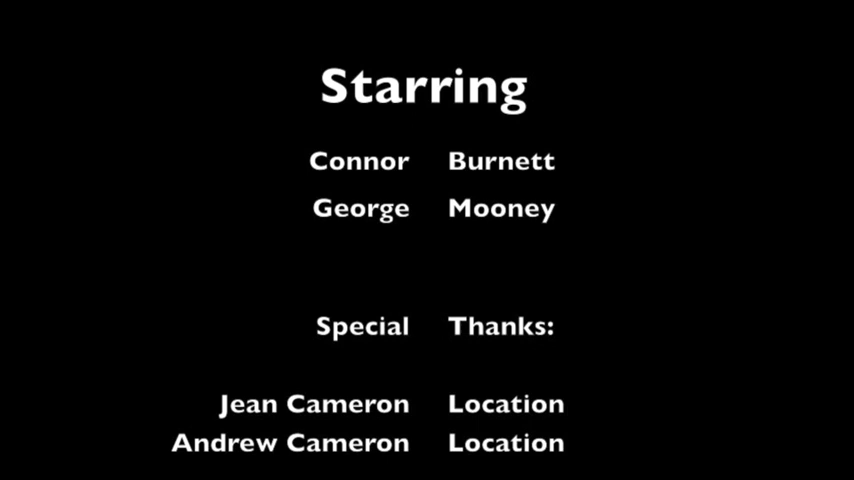 Starring
Connor Burnett
George Mooney
Special Thanks:
Jean Cameron Location
Andrew Cameron Location